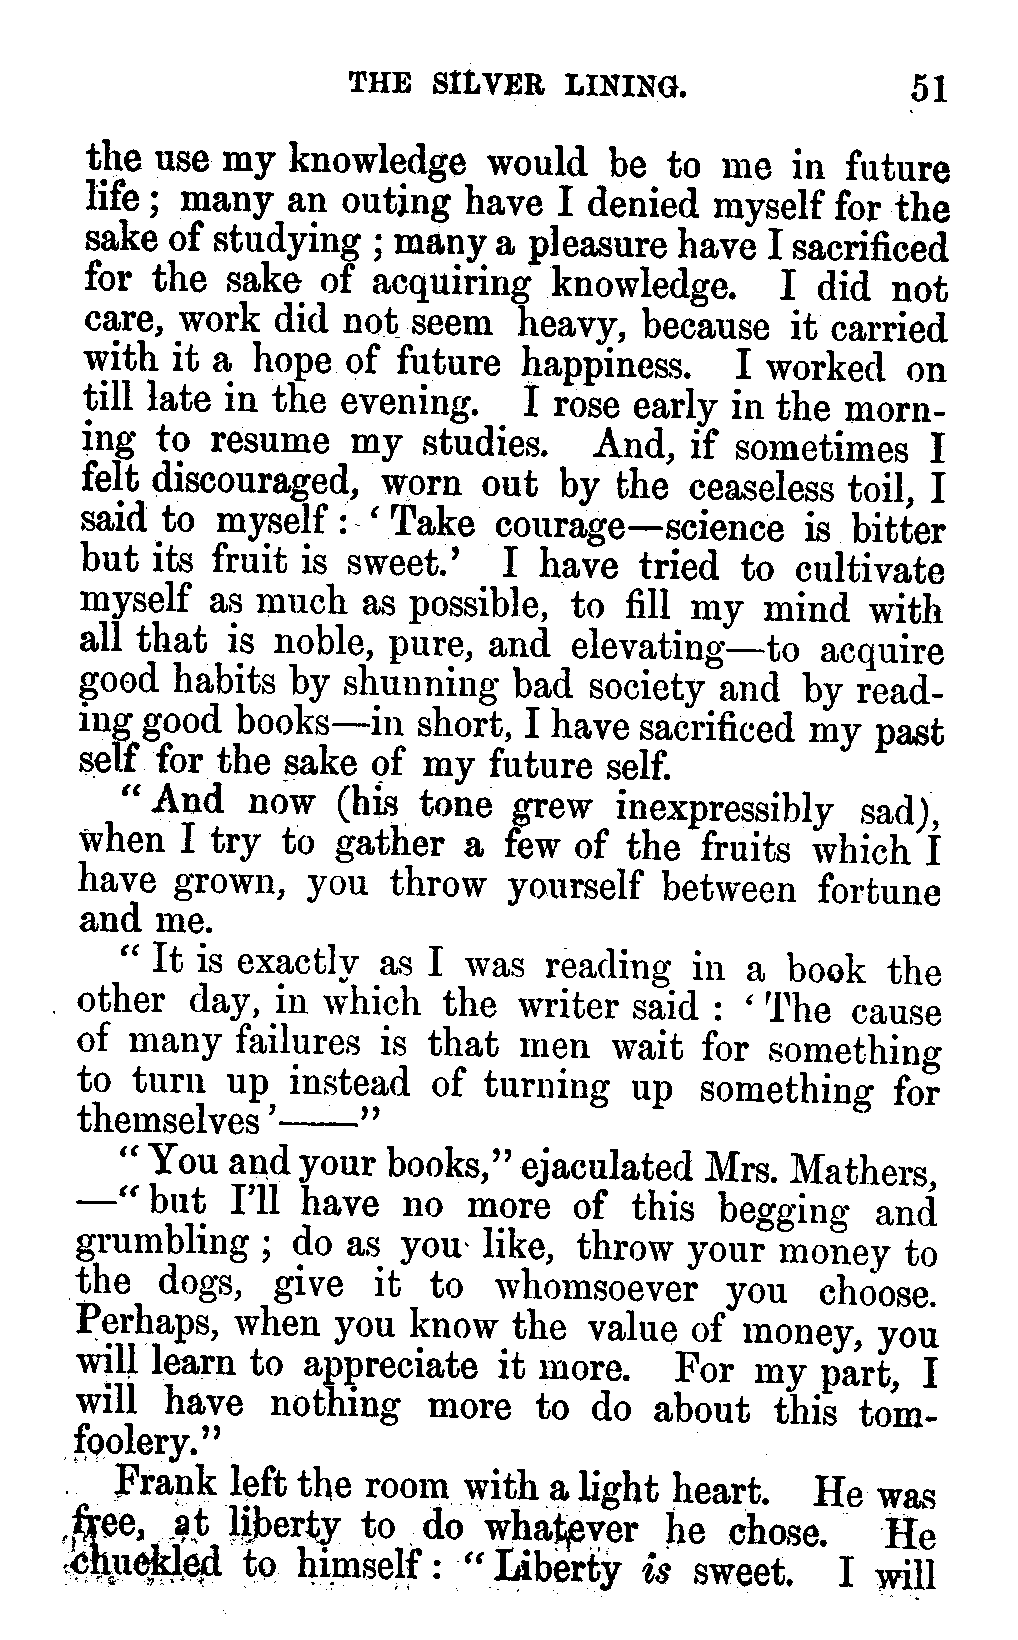 THE SILVER LINING. 51
the use my knowledge would be to me in future
life; many an outing have I denied myself for the
sake of studying; many a pleasure have I sacrificed
for the sake of acquiring knowledge. I did not
care, work did not seem heavy, because it carried
with it a hope of future happiness. I worked on
till late in the evening. I rose early in the morn-
ing to resume my studies. And, if sometimes I
felt discouraged, worn out by the ceaseless toil, I
said to myself: ‘Take courage—science is bitter
but its fruit is sweet.’ I have tried to cultivate
myself as much as possible, to fill my mind with
all that is noble, pure, and elevating—to acquire
good habits by shunning bad society and by read-
ing good books—in short, I have sacrificed my past
self for the sake of my future self.
“And now (his tone grew inexpressibly sad),
when I try to gather a few of the fruits which I
have grown, you throw yourself between fortune
and me.
“It is exactly as I was reading in a book the
other day, in which the writer said: ‘The cause
of many failures is that men wait for something
to turn up instead of turning up something for
themselves’——”
“You and your books,” ejaculated Mrs. Mathers,
—“but I’ll have no more of this begging and
grumbling; do as you like, throw your money to
the dogs, give it to whomsoever you choose.
Perhaps, when you know the value of money, you
will learn to appreciate it more. For my part, I
will have nothing more to do about this tom-
foolery.”
Frank left the room with a light heart. He was
free, at liberty to do whatever he chose. He
chuckled to himself: “Liberty is sweet. I will